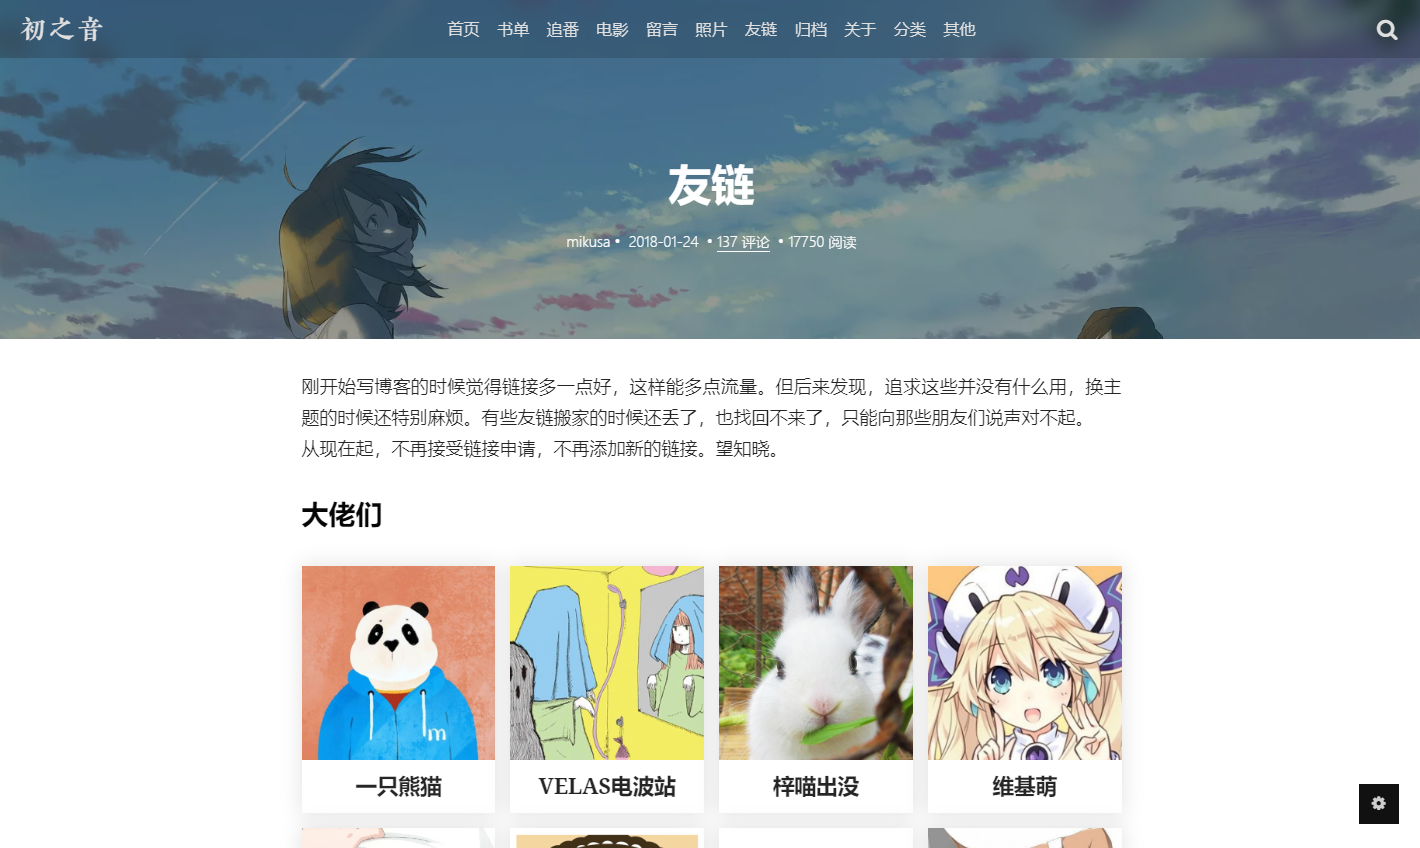 初之音
首页 书单 追番 电影 留言 照片 友链 归档 关于 分类 其他
友链
mikusa • 2018-01-24 • 137 评论 • 17750 阅读
刚开始写博客的时候觉得链接多一点好，这样能多点流量。但后来发现，追求这些并没有什么用，换主
题的时候还特别麻烦。有些友链搬家的时候还丢了，也找回不来了，只能向那些朋友们说声对不起。
从现在起，不再接受链接申请，不再添加新的链接。望知晓。
大佬们
m
一只熊猫
VELAS电波站
梓喵出没
维基萌